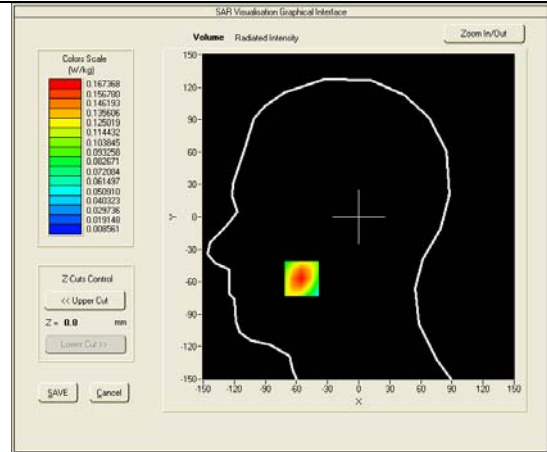 SAR Visualisation Graphical Interface
Volume Radiated Intensity
Zoom In/Out
Colors Scale
(W/kg)
0.167368
0.156780
0.146193
0.135606
0.125019
0.114432
0.103845
0.093258
0.082671
0.072084
0.061497
0.050910
0.040323
0.029736
0.019148
0.008561
Z-Cuts Control
<< Upper Cut
Z = 0.0 mm
Lower Cut >>
SAVE Cancel
150
120
90
60
30
0
-30
-60
-90
-120
-150
Y
-150 -120 -90 -60 -30 0 30 60 90 120 150
X